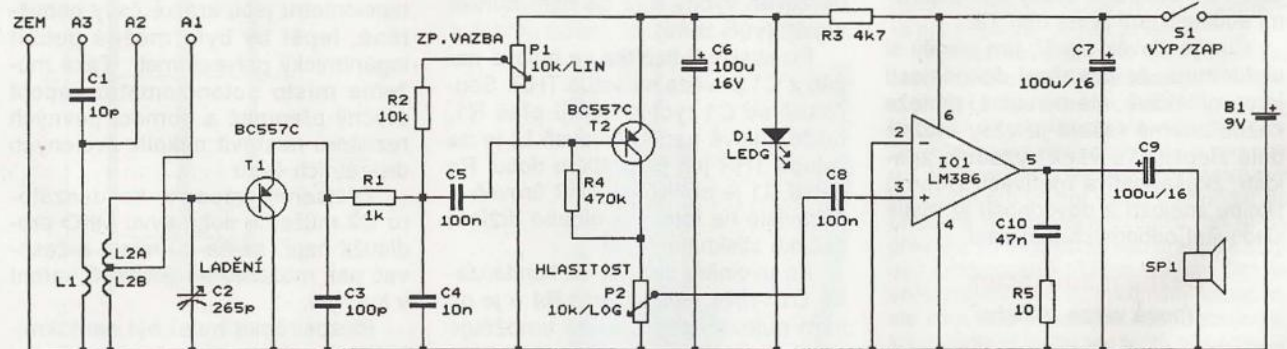 ZEM A3 A2 A1
C1
10p
L1
L2A
L2B
BC557C
T1
LADĚNÍ
C2
265p
R1
1k
C3
100p
R2
10k
ZP.VAZBA
P1
10k/LIN
C4
10n
C5
100n
BC557C
T2
R4
470k
HLASITOST
P2
10k/LOG
C6
100u
16V
D1
LEDG
R3 4k7
C8
100n
2
3
6
4
5
IO1
LM386
C7
100u/16
C10
47n
R5
10
C9
100u/16
SP1
S1
VYP/ZAP
B1
9V